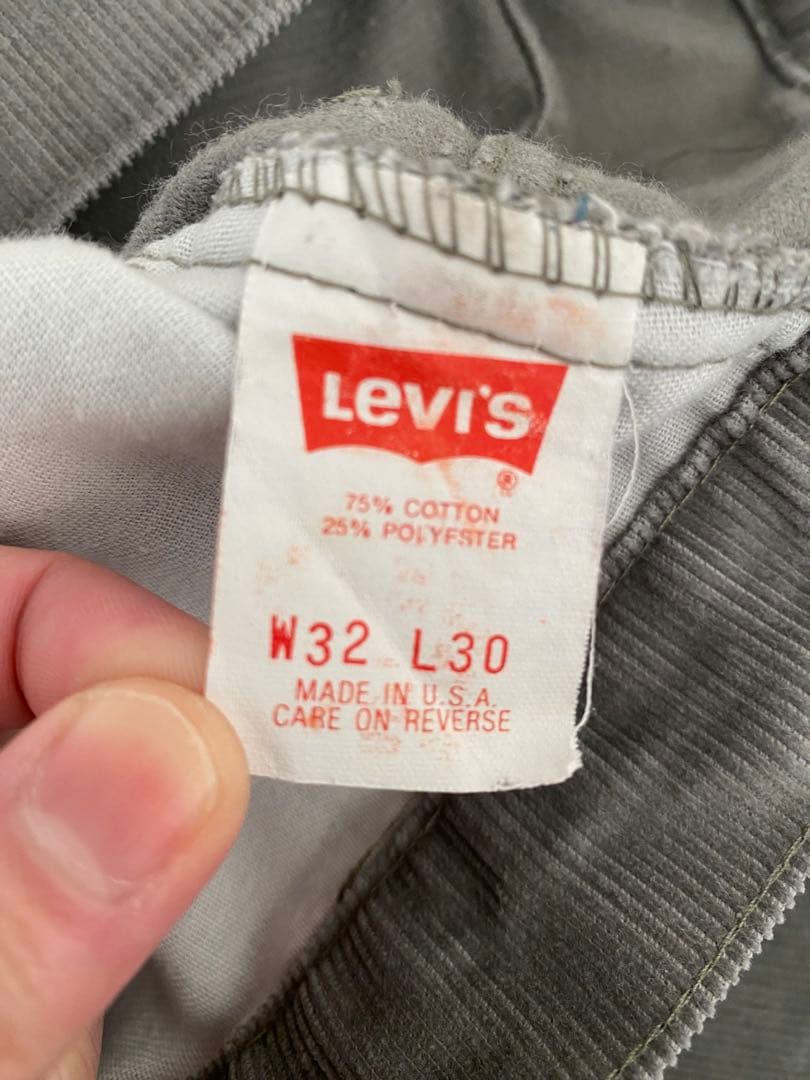 Levi's
®
75% COTTON
25% POLYESTER
W32 L30
MADE IN U.S.A.
CARE ON REVERSE